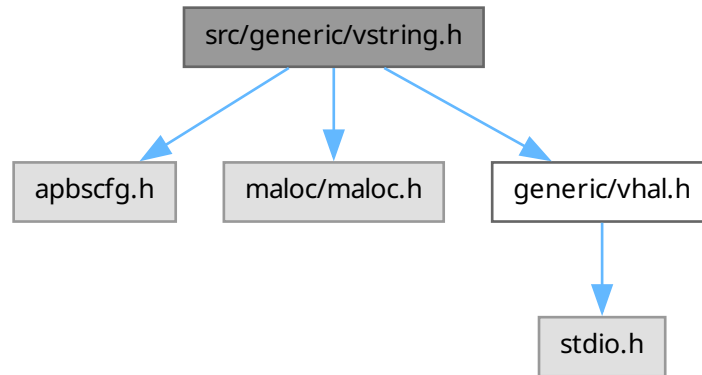 src/generic/vstring.h
apbscfg.h
maloc/maloc.h
generic/vhal.h
stdio.h